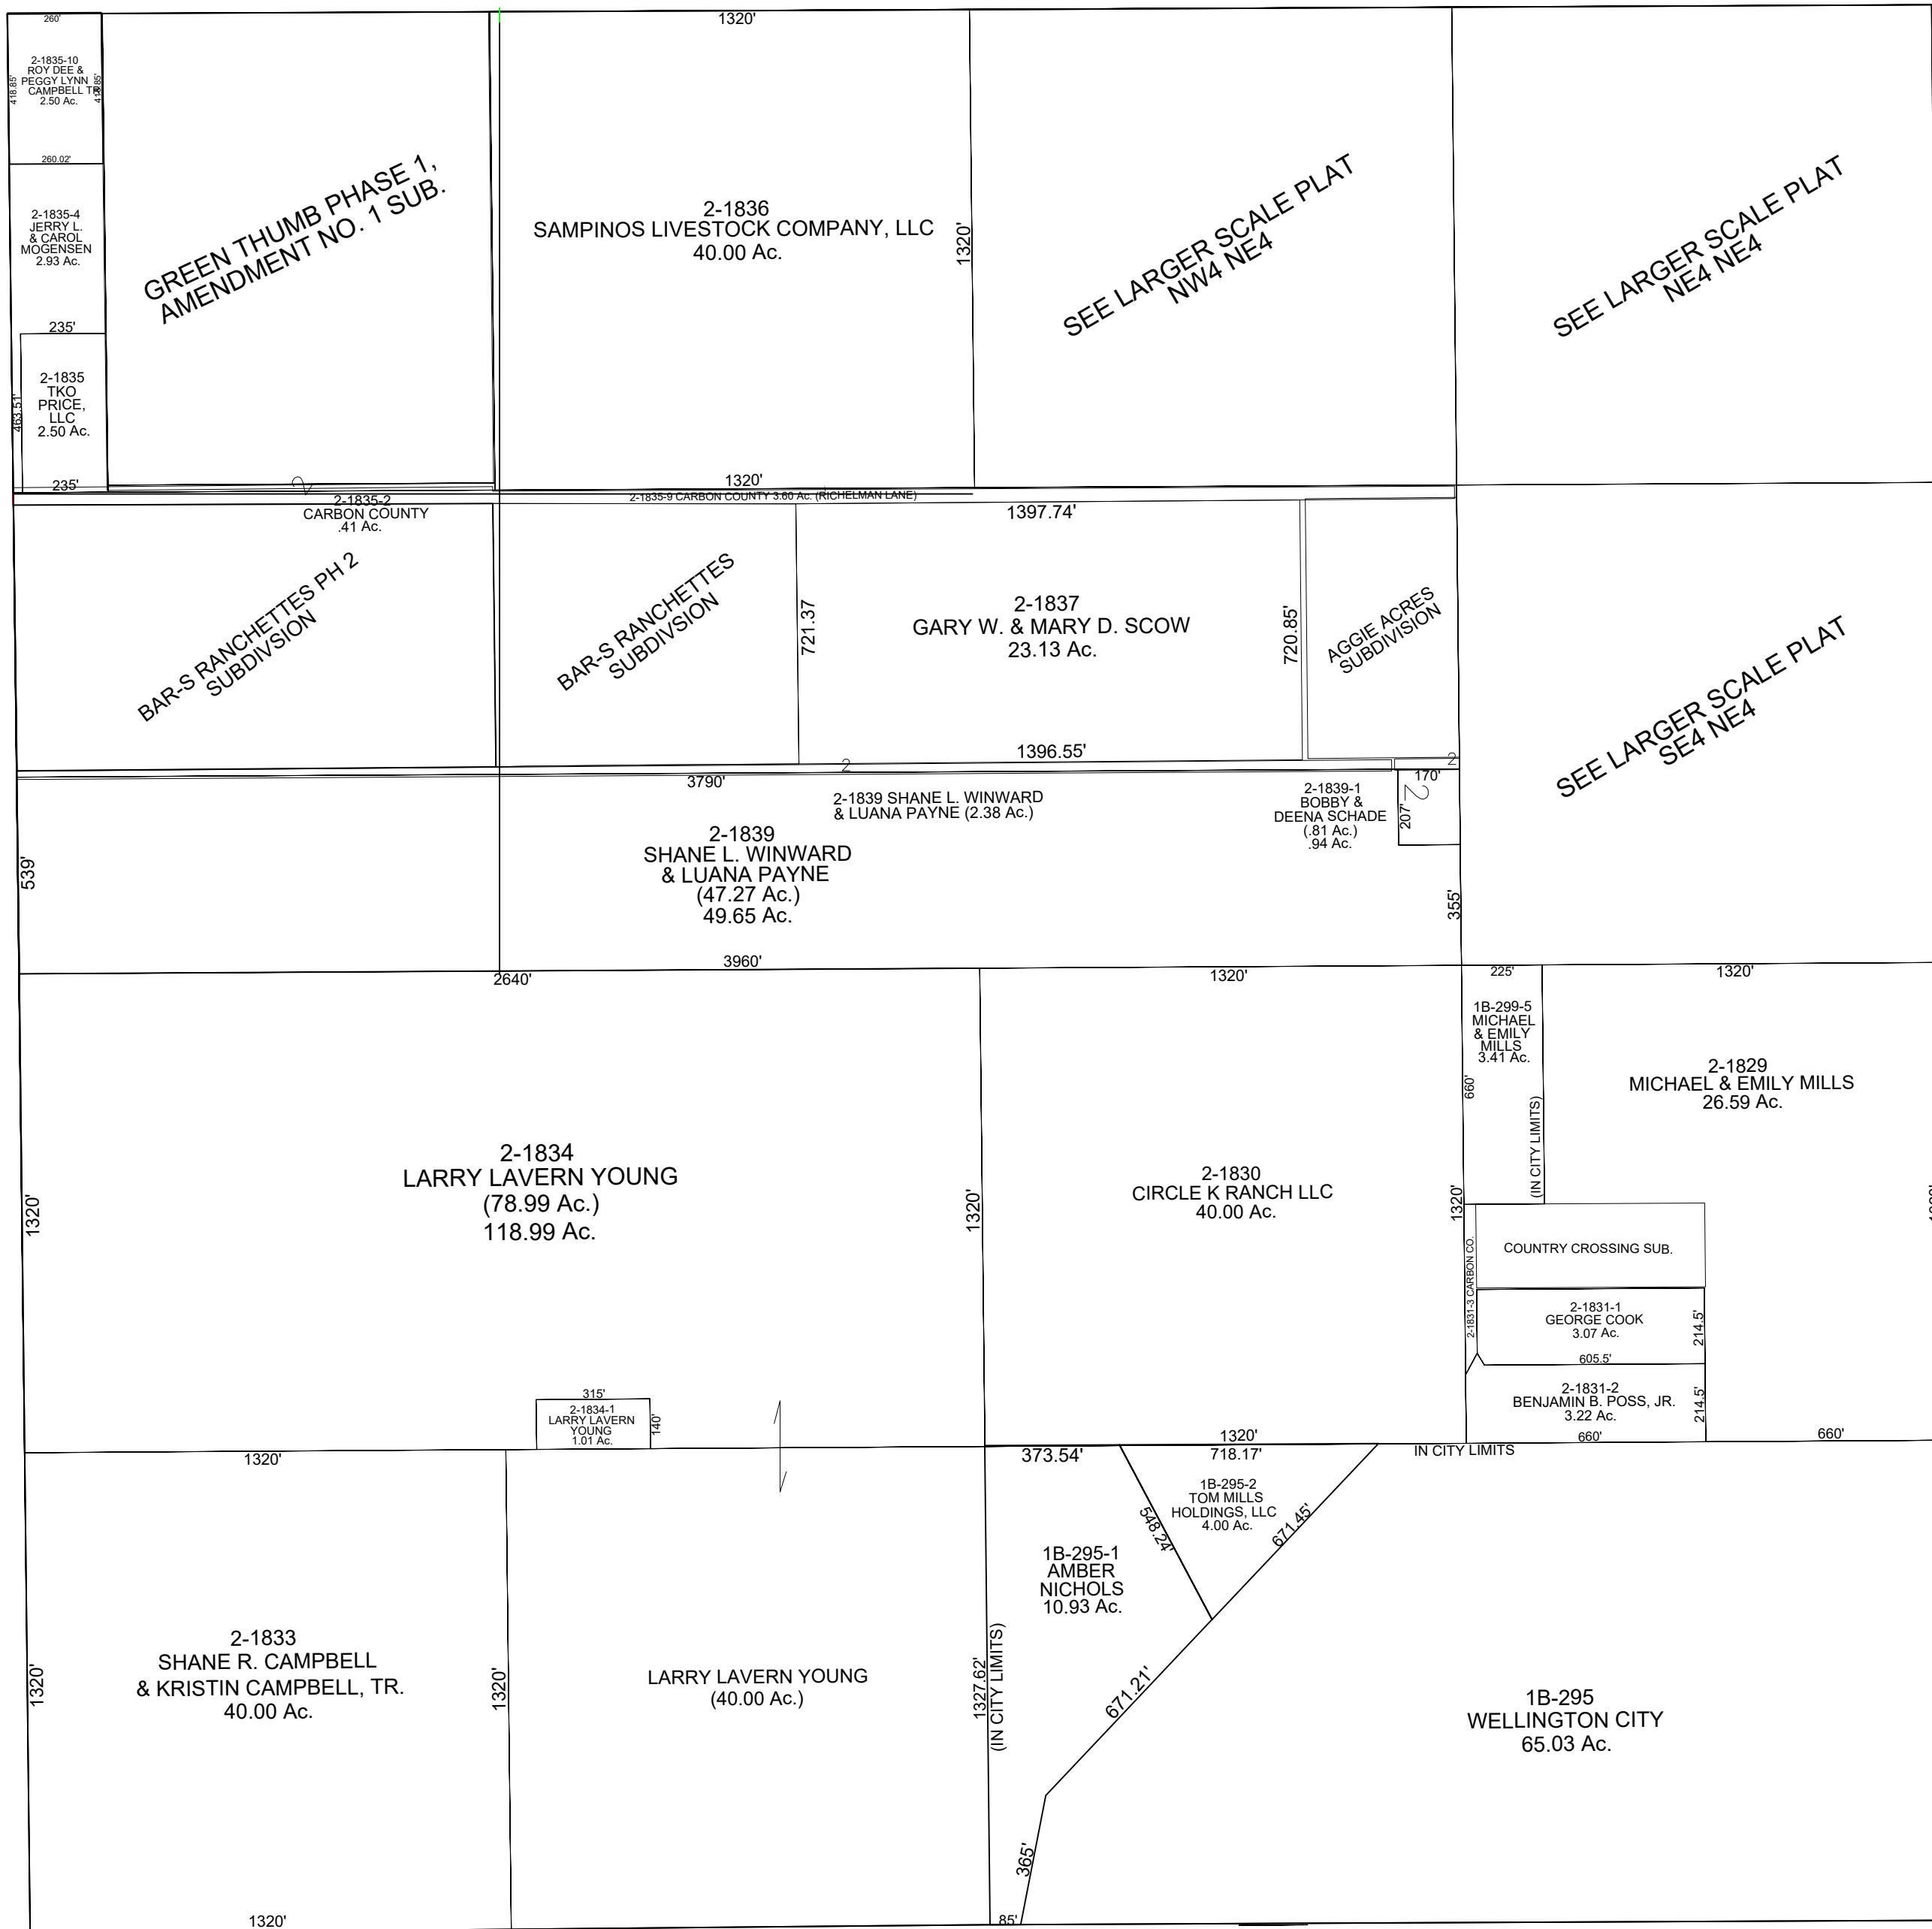 260'
2-1835-10
ROY DEE &
PEGGY LYNN
CAMPBELL TR
2.50 Ac.
418.85'
418.85'
260.02'
2-1835-4
JERRY L.
& CAROL
MOGENSEN
2.93 Ac.
235'
2-1835
TKO
PRICE,
LLC
2.50 Ac.
463.51'
235'
GREEN THUMB PHASE 1,
AMENDMENT NO. 1 SUB.
1320'
2-1836
SAMPINOS LIVESTOCK COMPANY, LLC
40.00 Ac.
1320'
1320'
SEE LARGER SCALE PLAT
NW4 NE4
SEE LARGER SCALE PLAT
NE4 NE4
2
2-1835-2
CARBON COUNTY
.41 Ac.
2-1835-9 CARBON COUNTY 3.60 Ac. (RICHELMAN LANE)
BAR-S RANCHETTES PH 2
SUBDIVISION
BAR-S RANCHETTES
SUBDIVISION
721.37
1397.74'
2-1837
GARY W. & MARY D. SCOW
23.13 Ac.
720.85'
1396.55'
AGGIE ACRES
SUBDIVISION
SEE LARGER SCALE PLAT
SE4 NE4
2
2
3790'
2-1839 SHANE L. WINWARD
& LUANA PAYNE (2.38 Ac.)
2-1839
SHANE L. WINWARD
& LUANA PAYNE
(47.27 Ac.)
49.65 Ac.
539'
2-1839-1
BOBBY &
DEENA SCHADE
(.81 Ac.)
.94 Ac.
170'
2
207'
355'
3960'
2640'
1320'
225'
1320'
1B-299-5
MICHAEL
& EMILY
MILLS
3.41 Ac.
660'
(IN CITY LIMITS)
2-1829
MICHAEL & EMILY MILLS
26.59 Ac.
2-1834
LARRY LAVERN YOUNG
(78.99 Ac.)
118.99 Ac.
1320'
1320'
2-1830
CIRCLE K RANCH LLC
40.00 Ac.
1320'
COUNTRY CROSSING SUB.
2-1831-3 CARBON CO.
2-1831-1
GEORGE COOK
3.07 Ac.
214.5'
605.5'
2-1831-2
BENJAMIN B. POSS, JR.
3.22 Ac.
214.5'
315'
2-1834-1
LARRY LAVERN
YOUNG
1.01 Ac.
140'
1320'
1320'
660'
660'
IN CITY LIMITS
373.54'
718.17'
1B-295-2
TOM MILLS
HOLDINGS, LLC
4.00 Ac.
548.24'
671.45'
1B-295-1
AMBER
NICHOLS
10.93 Ac.
2-1833
SHANE R. CAMPBELL
& KRISTIN CAMPBELL, TR.
40.00 Ac.
1320'
1320'
LARRY LAVERN YOUNG
(40.00 Ac.)
1327.62'
(IN CITY LIMITS)
671.21'
1B-295
WELLINGTON CITY
65.03 Ac.
365'
1320'
85'